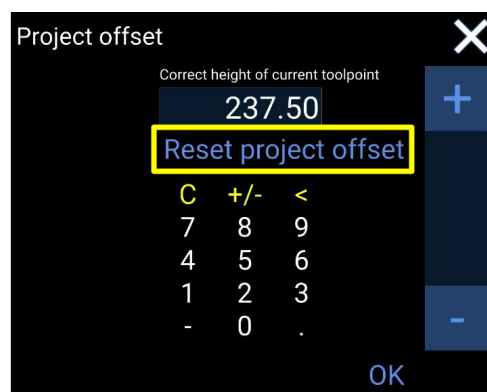 Project offset
Correct height of current toolpoint
237.50
+
Reset project offset
C +/- <
7 8 9
4 5 6
1 2 3
- 0 .
-
OK